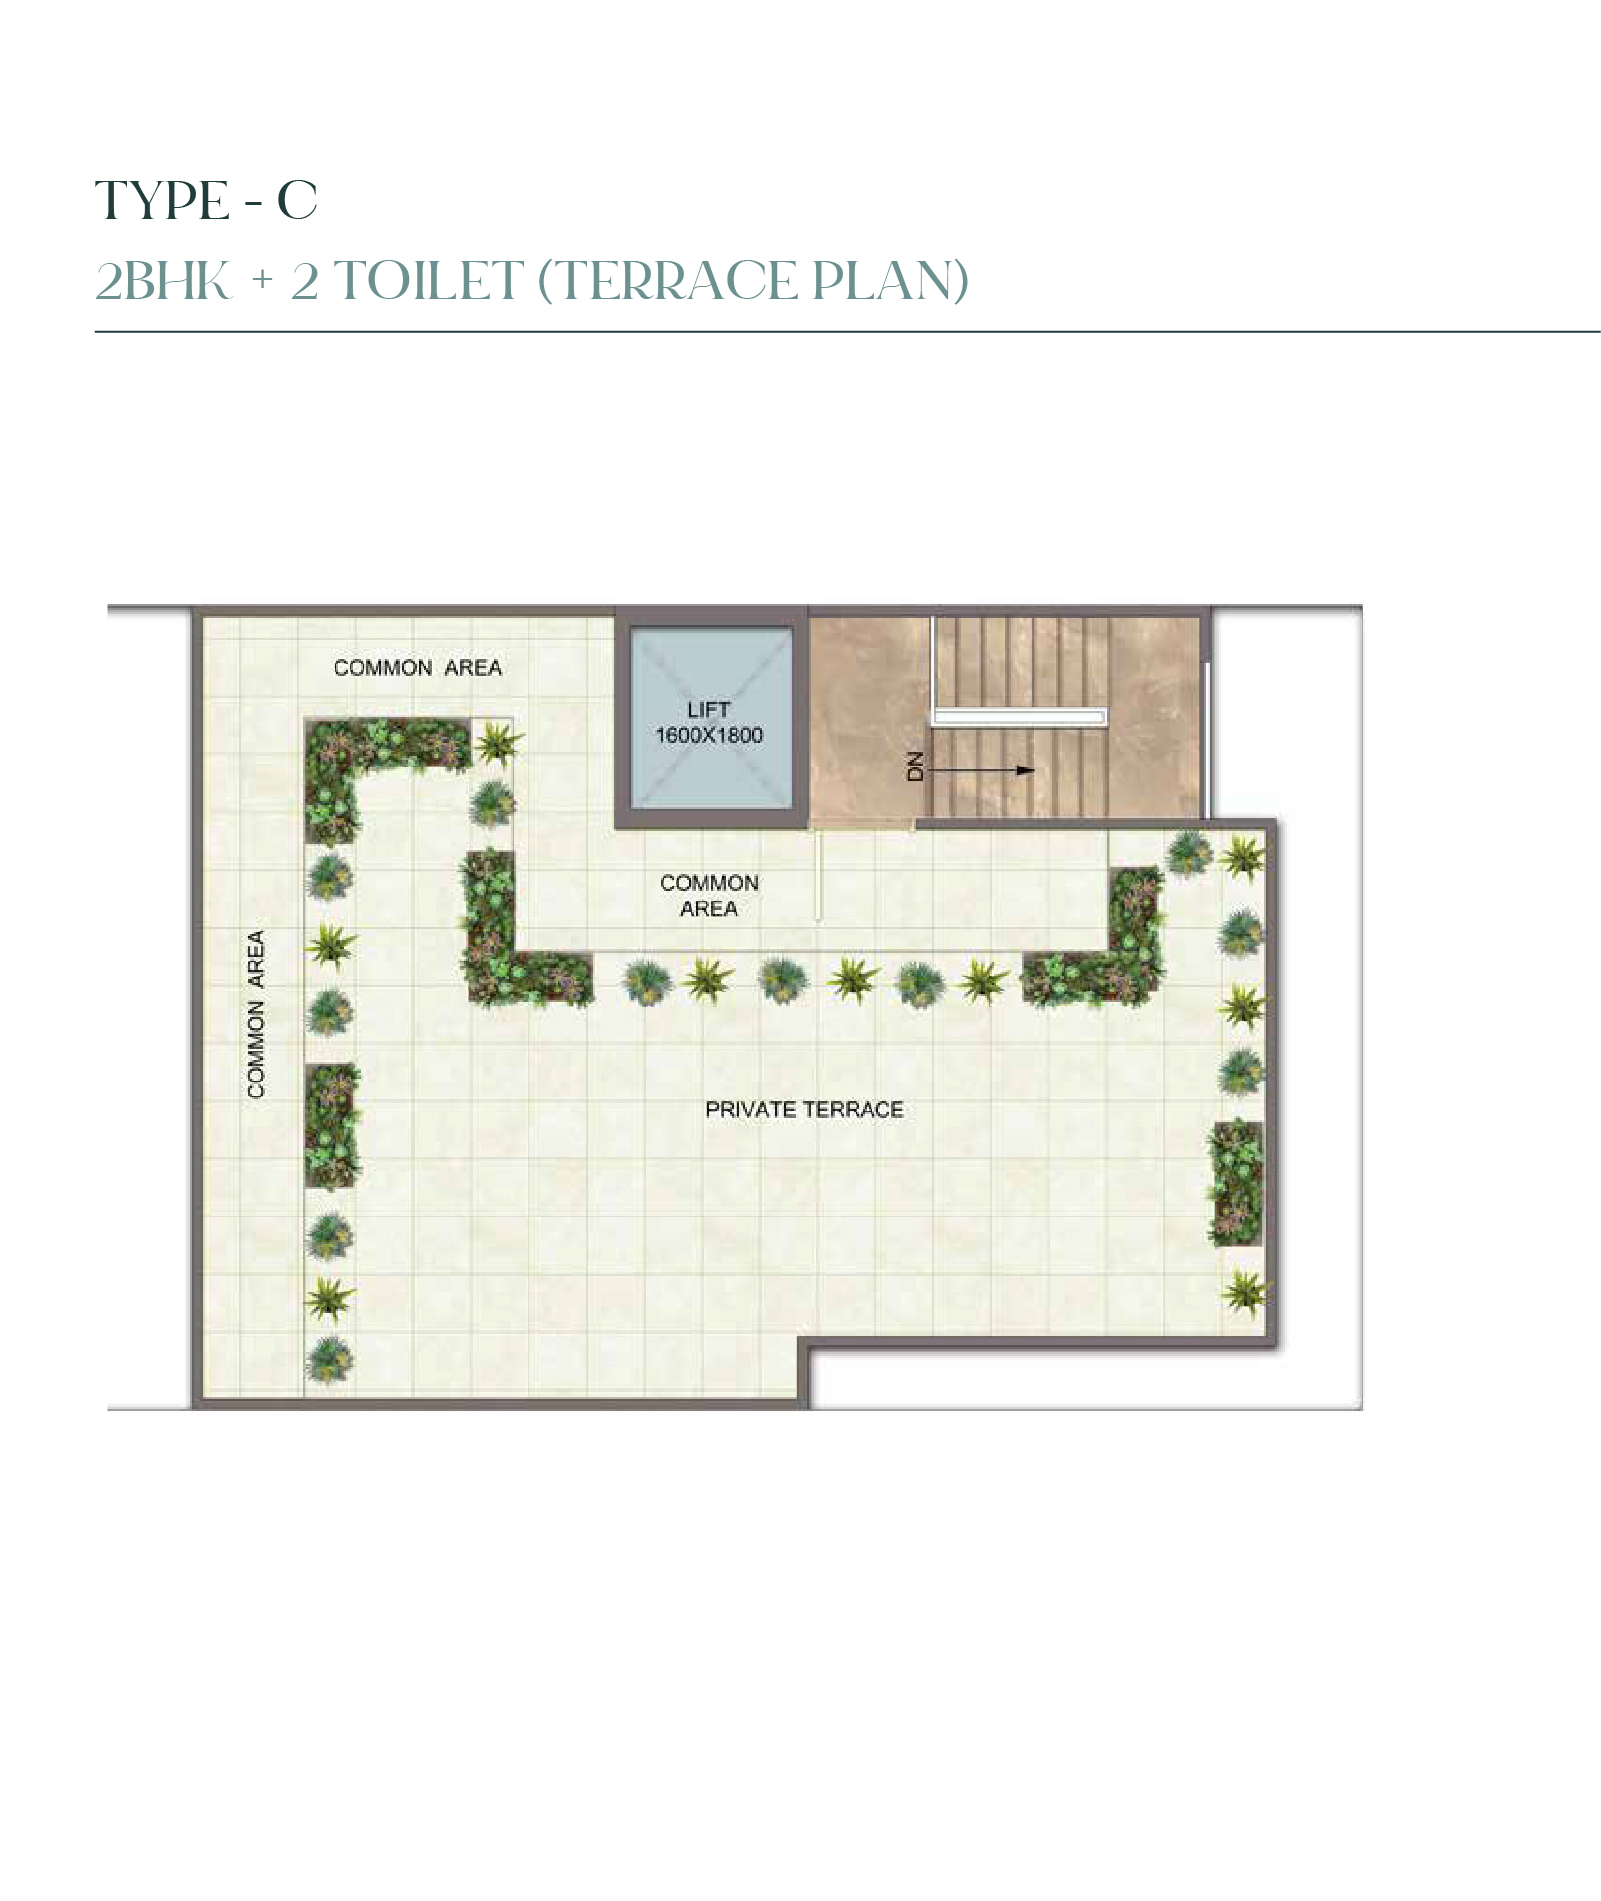 TYPE - C
2BHK + 2 TOILET (TERRACE PLAN)
COMMON AREA
LIFT
1600X1800
DN
COMMON
AREA
COMMON AREA
PRIVATE TERRACE